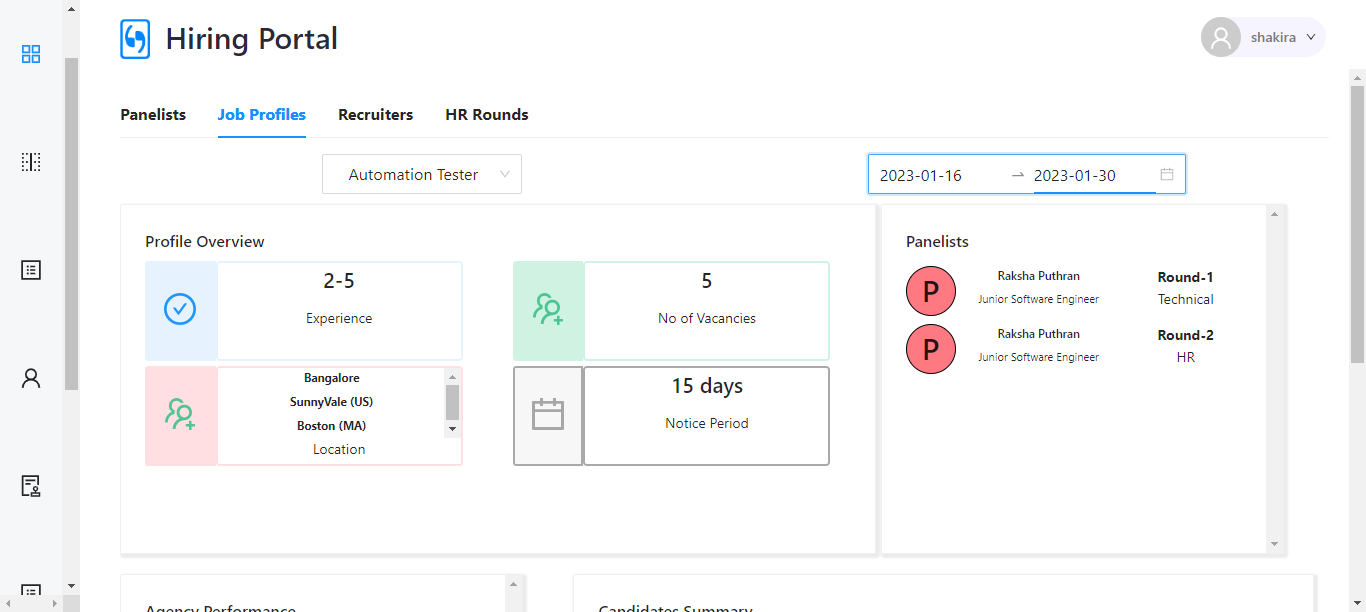 Hiring Portal
shakira
Panelists Job Profiles Recruiters HR Rounds
Automation Tester
2023-01-16 2023-01-30
Profile Overview
2-5
Experience
5
No of Vacancies
Bangalore
SunnyVale (US)
Boston (MA)
Location
15 days
Notice Period
Panelists
P
Raksha Puthran
Junior Software Engineer
Round-1
Technical
P
Raksha Puthran
Junior Software Engineer
Round-2
HR
Agency Performance
Candidates Summary